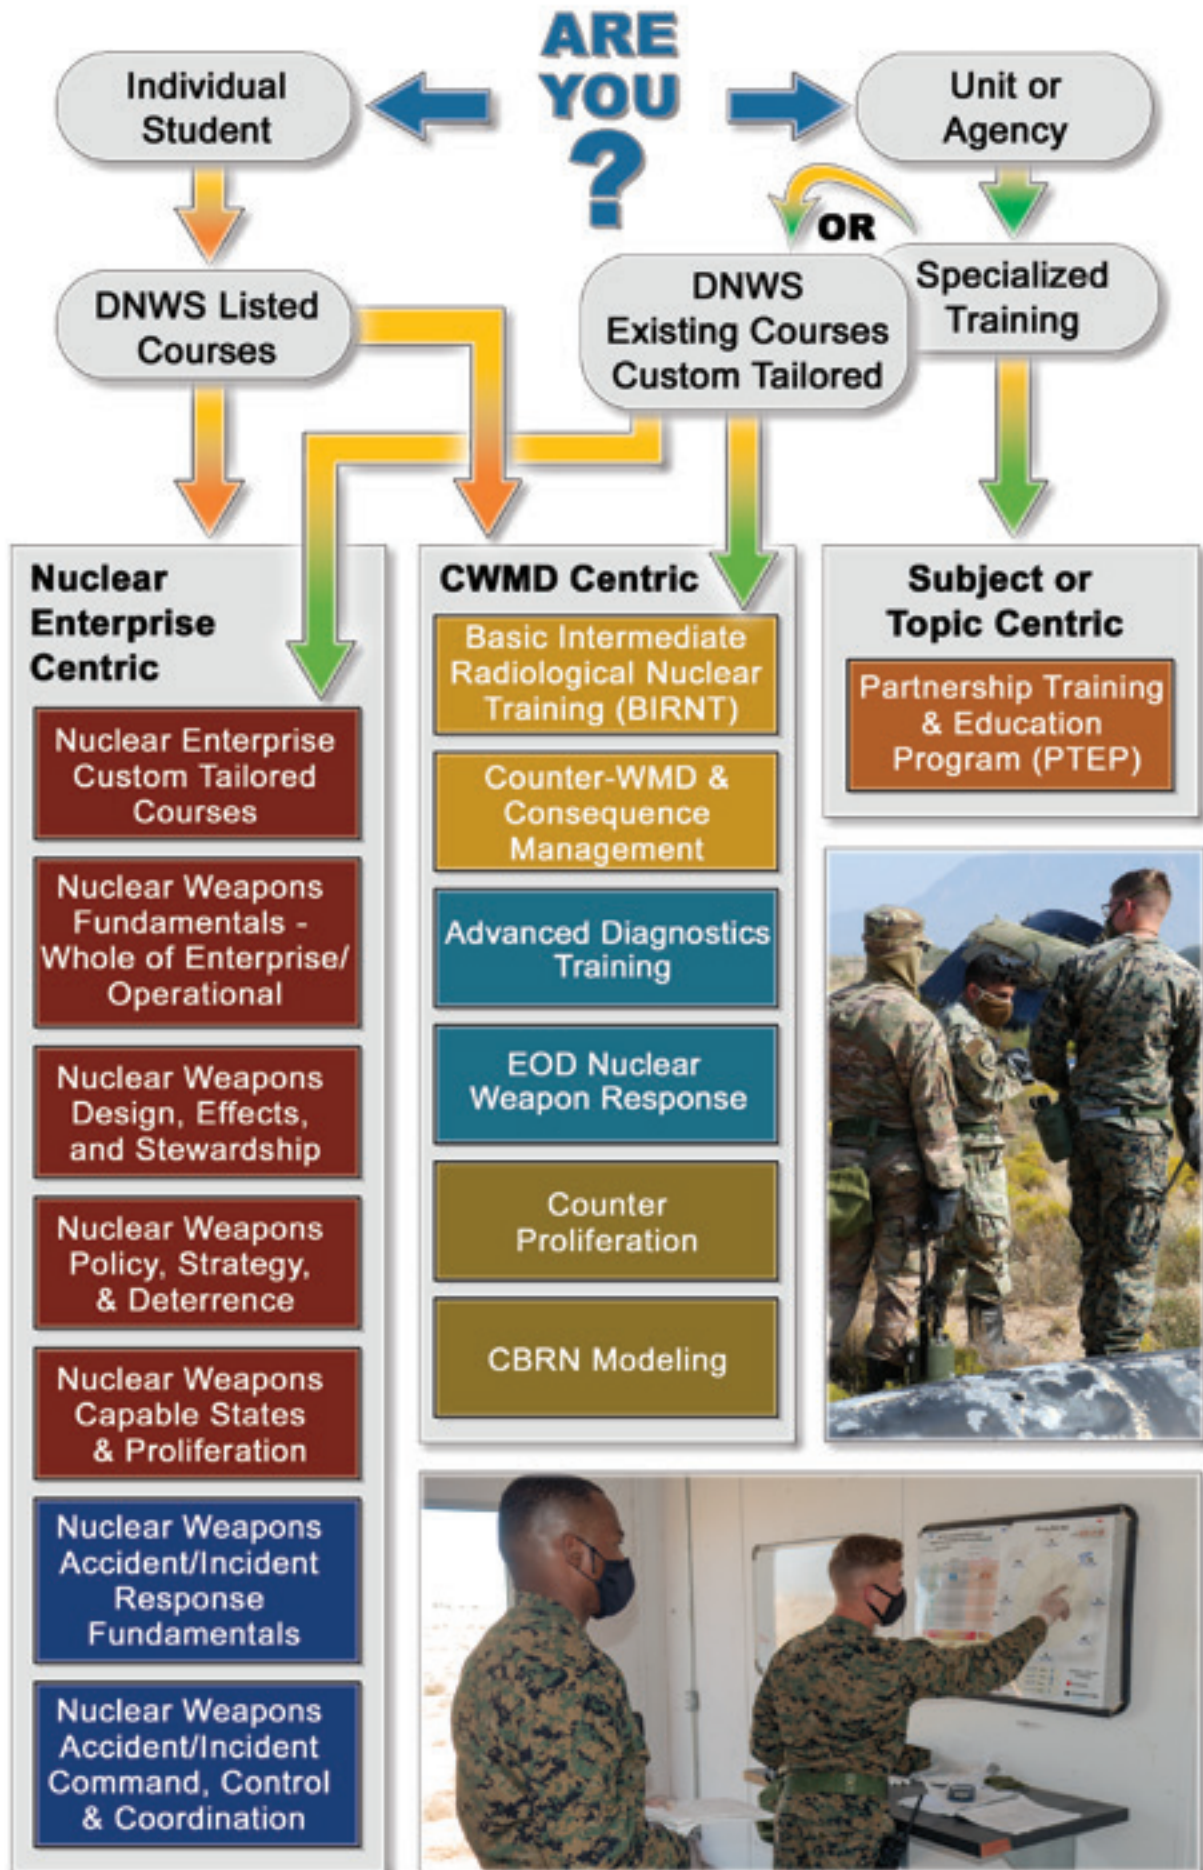 ARE
YOU
?
Individual
Student
Unit or
Agency
OR
DNWS Listed
Courses
DNWS
Existing Courses
Custom Tailored
Specialized
Training
Nuclear
Enterprise
Centric
Nuclear Enterprise
Custom Tailored
Courses
Nuclear Weapons
Fundamentals -
Whole of Enterprise/
Operational
Nuclear Weapons
Design, Effects,
and Stewardship
Nuclear Weapons
Policy, Strategy,
& Deterrence
Nuclear Weapons
Capable States
& Proliferation
Nuclear Weapons
Accident/Incident
Response
Fundamentals
Nuclear Weapons
Accident/Incident
Command, Control
& Coordination
CWMD Centric
Basic Intermediate
Radiological Nuclear
Training (BIRNT)
Counter-WMD &
Consequence
Management
Advanced Diagnostics
Training
EOD Nuclear
Weapon Response
Counter
Proliferation
CBRN Modeling
Subject or
Topic Centric
Partnership Training
& Education
Program (PTEP)